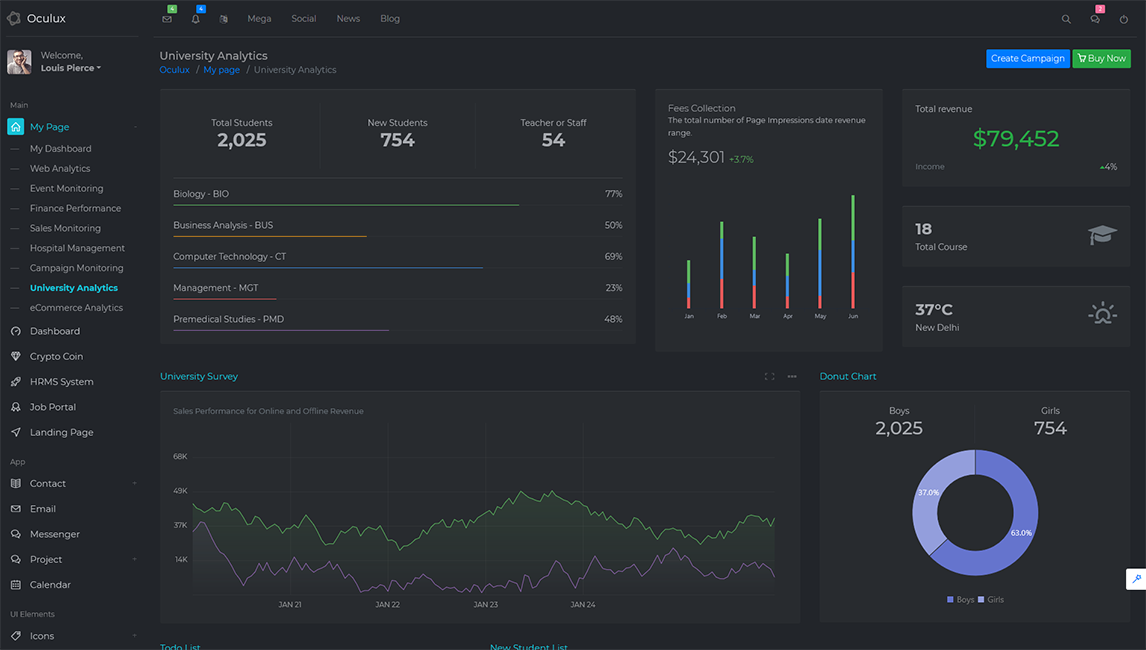 Oculux
4
4
Mega
Social
News
Blog
2
Welcome,
Louis Pierce
Main
My Page
My Dashboard
Web Analytics
Event Monitoring
Finance Performance
Sales Monitoring
Hospital Management
Campaign Monitoring
University Analytics
eCommerce Analytics
Dashboard
Crypto Coin
HRMS System
Job Portal
Landing Page
App
Contact
Email
Messenger
Project
Calendar
UI Elements
Icons
University Analytics
Oculux / My page / University Analytics
Create Campaign
Buy Now
Total Students
2,025
New Students
754
Teacher or Staff
54
Biology - BIO 77%
Business Analysis - BUS 50%
Computer Technology - CT 69%
Management - MGT 23%
Premedical Studies - PMD 48%
Fees Collection
The total number of Page Impressions date revenue
range.
$24,301 +3.7%
Jan Feb Mar Apr May Jun
Total revenue
$79,452
Income 4%
18
Total Course
37°C
New Delhi
University Survey
Sales Performance for Online and Offline Revenue
68K
49K
37K
14K
JAN 21 JAN 22 JAN 23 JAN 24
Donut Chart
Boys
2,025
Girls
754
37.0%
63.0%
Boys Girls
Todo List
New Student List